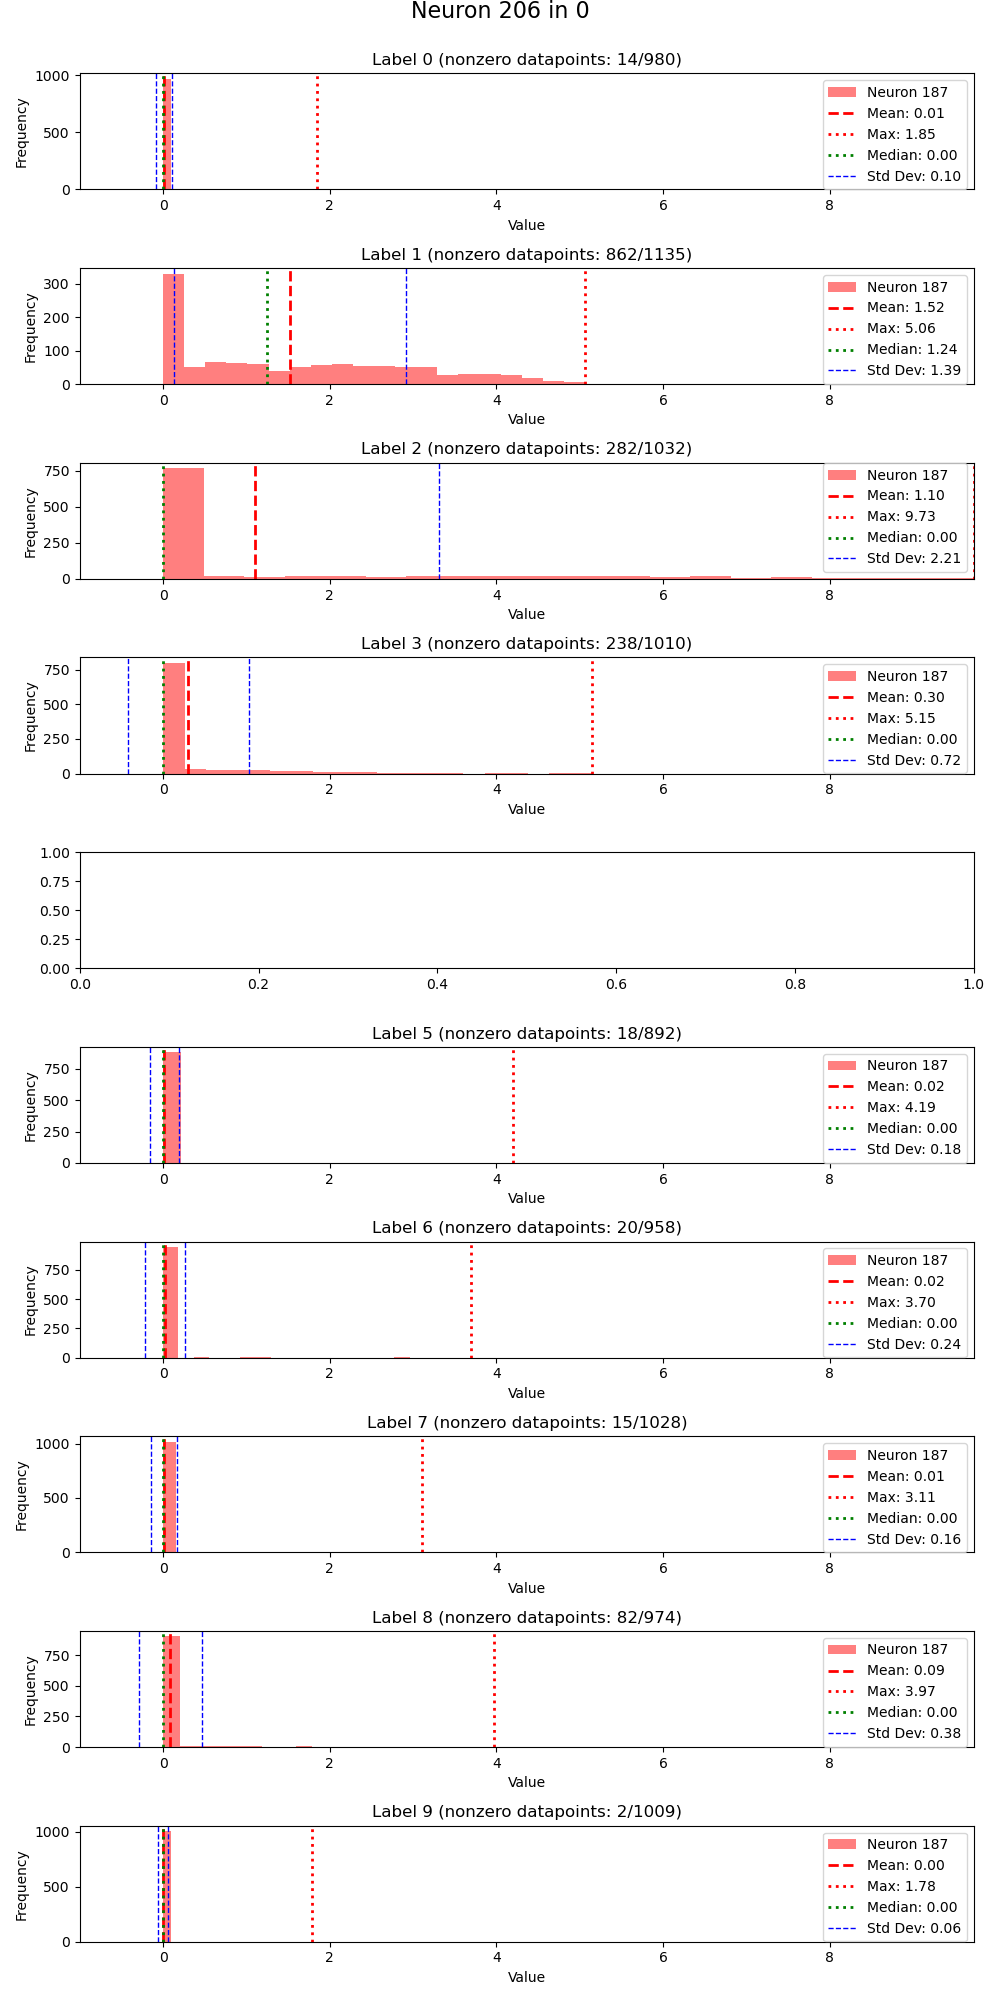 Neuron 206 in 0
Label 0 (nonzero datapoints: 14/980)
Frequency
1000
500
0
0 2 4 6 8
Value
Neuron 187
Mean: 0.01
Max: 1.85
Median: 0.00
Std Dev: 0.10
Label 1 (nonzero datapoints: 862/1135)
Frequency
300
200
100
0
0 2 4 6 8
Value
Neuron 187
Mean: 1.52
Max: 5.06
Median: 1.24
Std Dev: 1.39
Label 2 (nonzero datapoints: 282/1032)
Frequency
750
500
250
0
0 2 4 6 8
Value
Neuron 187
Mean: 1.10
Max: 9.73
Median: 0.00
Std Dev: 2.21
Label 3 (nonzero datapoints: 238/1010)
Frequency
750
500
250
0
0 2 4 6 8
Value
Neuron 187
Mean: 0.30
Max: 5.15
Median: 0.00
Std Dev: 0.72
1.00
0.75
0.50
0.25
0.00
0.0 0.2 0.4 0.6 0.8 1.0
Label 5 (nonzero datapoints: 18/892)
Frequency
750
500
250
0
0 2 4 6 8
Value
Neuron 187
Mean: 0.02
Max: 4.19
Median: 0.00
Std Dev: 0.18
Label 6 (nonzero datapoints: 20/958)
Frequency
750
500
250
0
0 2 4 6 8
Value
Neuron 187
Mean: 0.02
Max: 3.70
Median: 0.00
Std Dev: 0.24
Label 7 (nonzero datapoints: 15/1028)
Frequency
1000
500
0
0 2 4 6 8
Value
Neuron 187
Mean: 0.01
Max: 3.11
Median: 0.00
Std Dev: 0.16
Label 8 (nonzero datapoints: 82/974)
Frequency
750
500
250
0
0 2 4 6 8
Value
Neuron 187
Mean: 0.09
Max: 3.97
Median: 0.00
Std Dev: 0.38
Label 9 (nonzero datapoints: 2/1009)
Frequency
1000
500
0
0 2 4 6 8
Value
Neuron 187
Mean: 0.00
Max: 1.78
Median: 0.00
Std Dev: 0.06